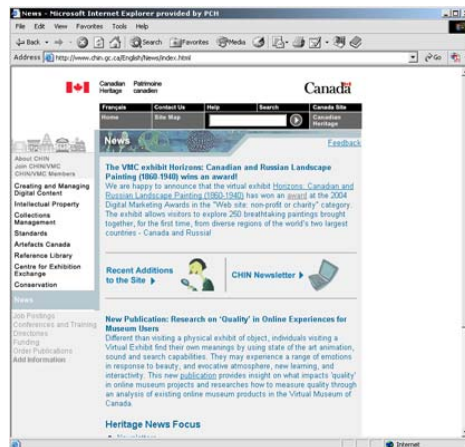 News - Microsoft Internet Explorer provided by PCH
File Edit View Favorites Tools Help
Back Search Favorites Media
Address http://www.chin.gc.ca/English/News/index.html Go
Canadian Heritage Patrimoine canadien Canada
Français Contact Us Help Search Canada Site
Home Site Map Canadian Heritage
News
Feedback
About CHIN
Join CHIN/VMC
CHIN/VMC Members
Creating and Managing Digital Content
Intellectual Property
Collections Management
Standards
Artefacts Canada
Reference Library
Centre for Exhibition Exchange
Conservation
News
Job Postings
Conferences and Training
Directories
Funding
Order Publications
Add Information
The VMC exhibit Horizons: Canadian and Russian Landscape
Painting (1860-1940) wins an award!
We are happy to announce that the virtual exhibit Horizons: Canadian and
Russian Landscape Painting (1860-1940) has won an award at the 2004
Digital Marketing Awards in the "Web site: non-profit or charity" category.
The exhibit allows visitors to explore 250 breathtaking paintings brought
together, for the first time, from diverse regions of the world's two largest
countries - Canada and Russia!
Recent Additions
to the Site
CHIN Newsletter
New Publication: Research on 'Quality' in Online Experiences for
Museum Users
Different than visiting a physical exhibit of object, individuals visiting a
Virtual Exhibit find their own meanings by using state of the art animation,
sound and search capabilities. They may experience a range of emotions
in response to beauty, and evocative atmosphere, new learning, and
interactivity. This new publication provides insight on what impacts 'quality'
in online museum projects and researches how to measure quality through
an analysis of existing online museum products in the Virtual Museum of
Canada.
Heritage News Focus
Internet